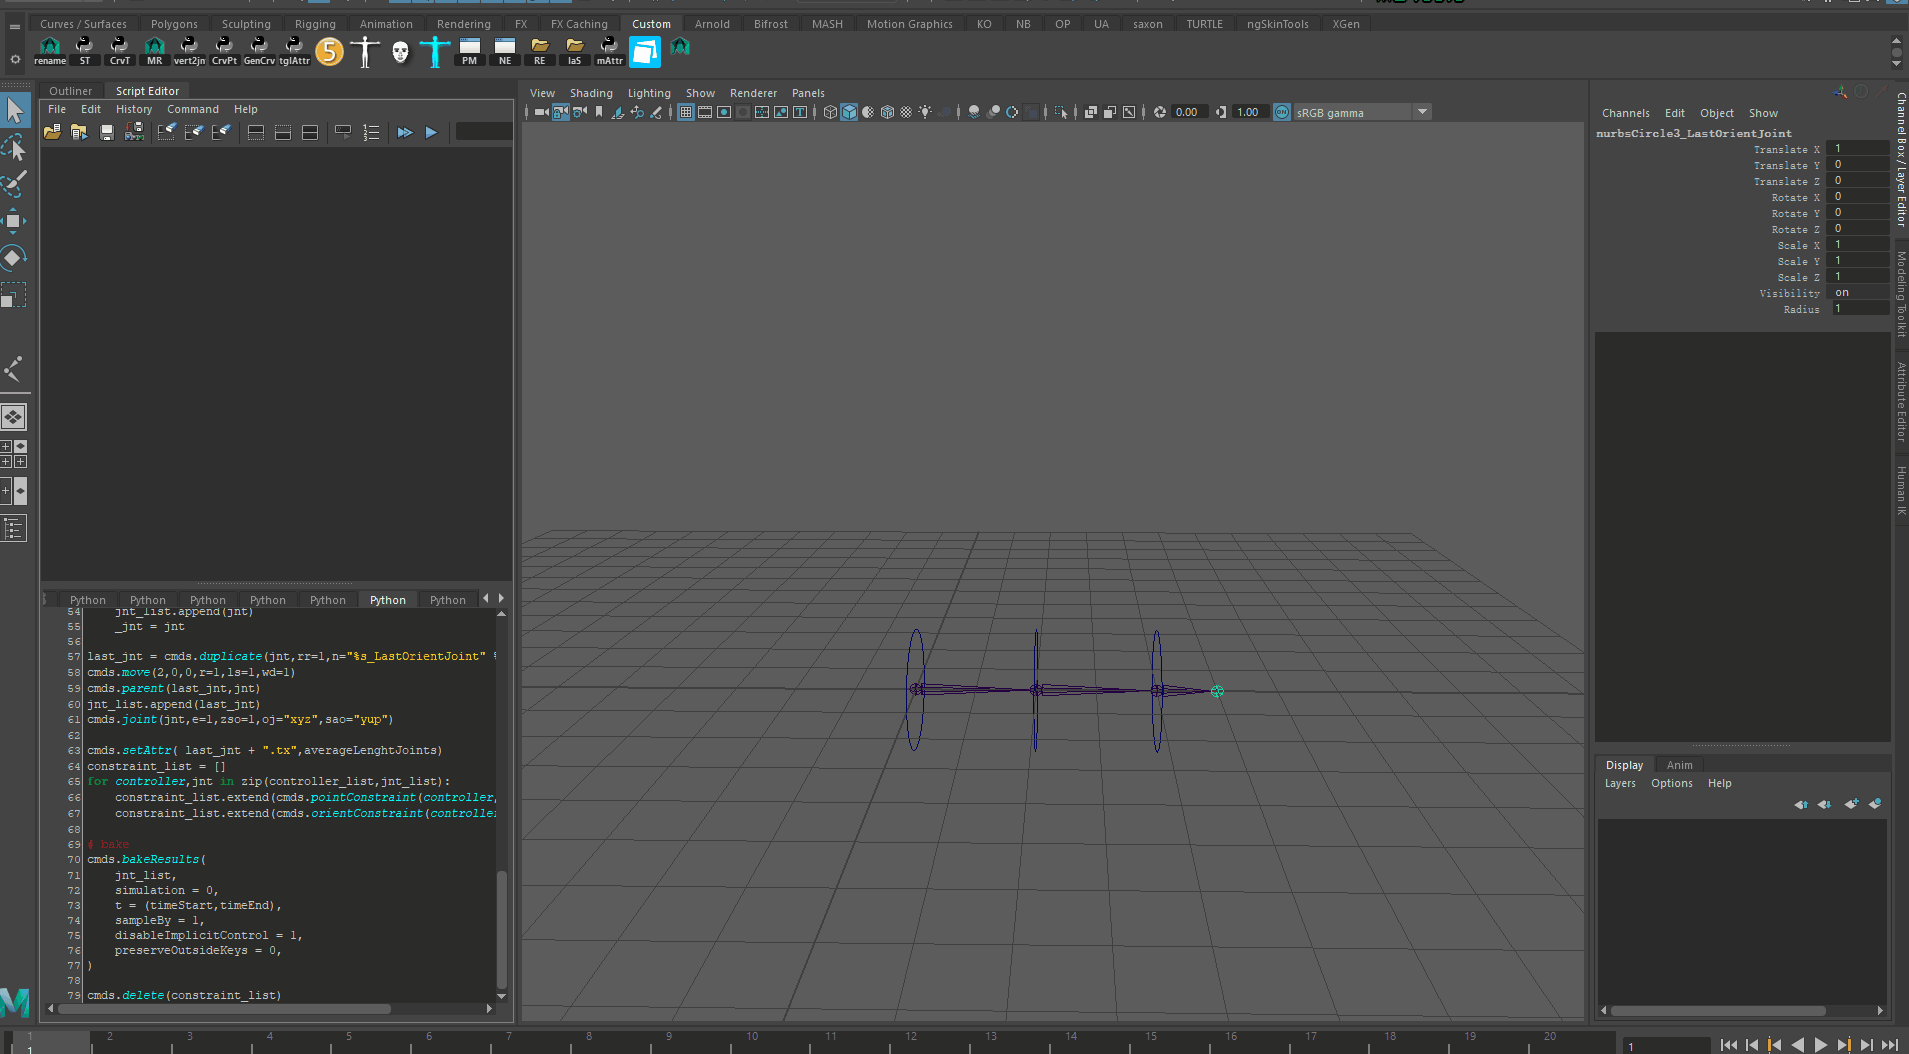 Curves / Surfaces Polygons Sculpting Rigging Animation Rendering FX FX Caching Custom Arnold Bifrost MASH Motion Graphics KO NB OP UA saxon TURTLE ngSkinTools XGen
rename ST CrvT MR vert2jn CrvPt GenCrv tglAttr 5 PM NE RE IaS mAttr
Outliner Script Editor
File Edit History Command Help
View Shading Lighting Show Renderer Panels
0.00 1.00 ON sRGB gamma
Python Python Python Python Python Python Python
54 jnt_list.append(jnt)
55 _jnt = jnt
56
57 last_jnt = cmds.duplicate(jnt,rr=1,n="%s_LastOrientJoint" %
58 cmds.move(2,0,0,r=1,ls=1,wd=1)
59 cmds.parent(last_jnt,jnt)
60 jnt_list.append(last_jnt)
61 cmds.joint(jnt,e=1,zso=1,oj="xyz",sao="yup")
62
63 cmds.setAttr( last_jnt + ".tx",averageLenghtJoints)
64 constraint_list = []
65 for controller,jnt in zip(controller_list,jnt_list):
66 constraint_list.extend(cmds.pointConstraint(controller,
67 constraint_list.extend(cmds.orientConstraint(controller
68
69 # bake
70 cmds.bakeResults(
71 jnt_list,
72 simulation = 0,
73 t = (timeStart,timeEnd),
74 sampleBy = 1,
75 disableImplicitControl = 1,
76 preserveOutsideKeys = 0,
77 )
78
79 cmds.delete(constraint_list)
Channels Edit Object Show
nurbsCircle3_LastOrientJoint
Translate X 1
Translate Y 0
Translate Z 0
Rotate X 0
Rotate Y 0
Rotate Z 0
Scale X 1
Scale Y 1
Scale Z 1
Visibility on
Radius 1
Channel Box / Layer Editor
Modeling Toolkit
Attribute Editor
Human IK
Display Anim
Layers Options Help
1 2 3 4 5 6 7 8 9 10 11 12 13 14 15 16 17 18 19 20
1
1